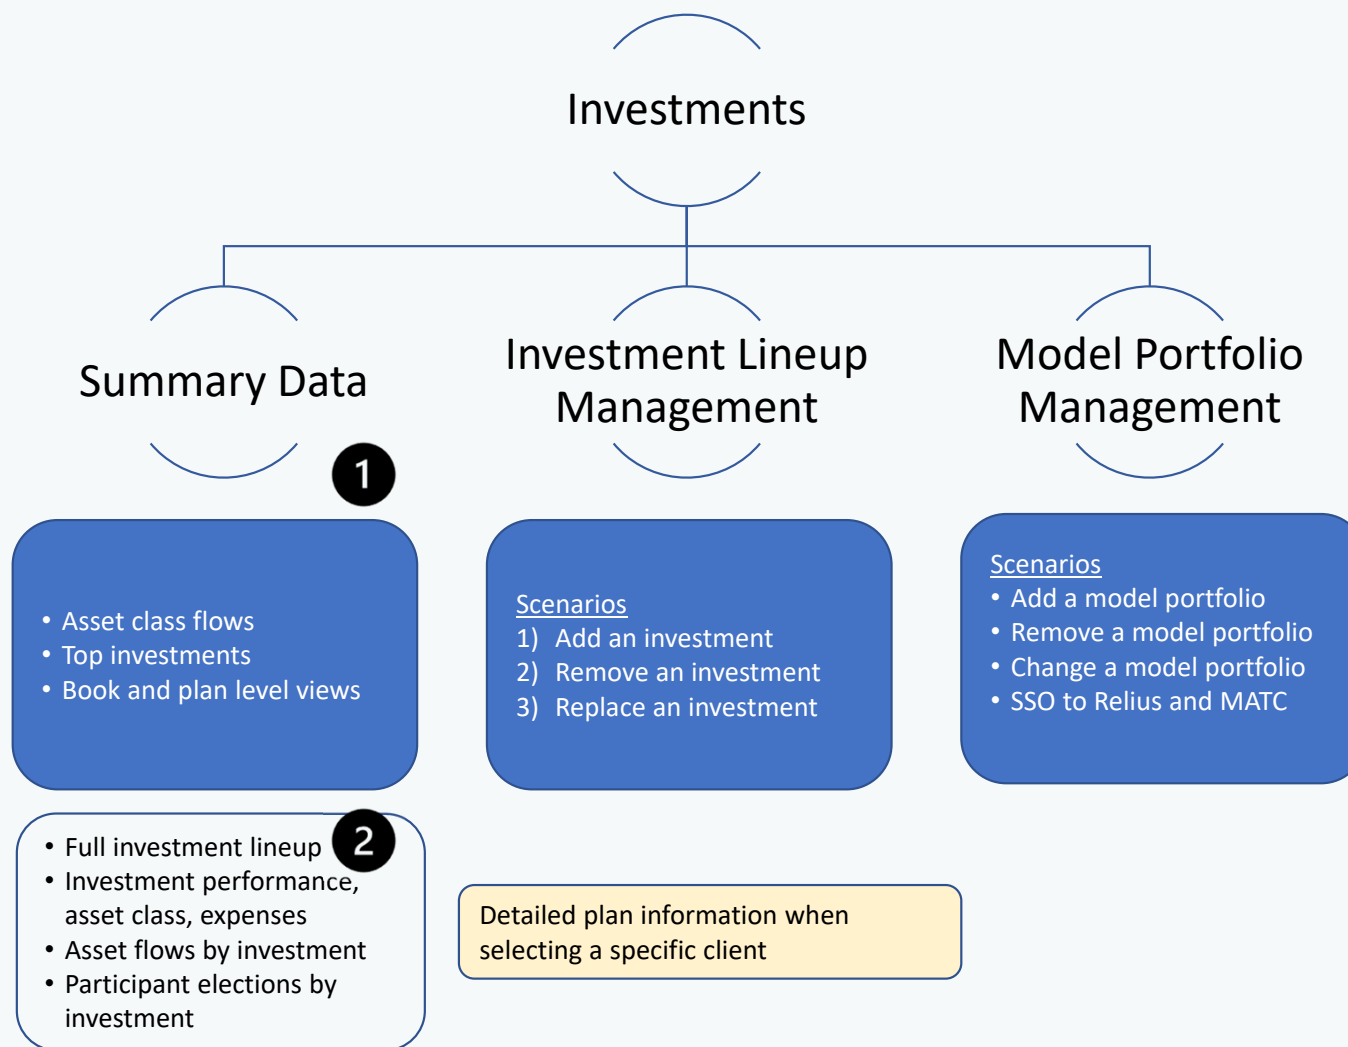 Investments
Summary Data
1
• Asset class flows
• Top investments
• Book and plan level views
2
• Full investment lineup
• Investment performance,
asset class, expenses
• Asset flows by investment
• Participant elections by
investment
Investment Lineup
Management
Scenarios
1) Add an investment
2) Remove an investment
3) Replace an investment
Detailed plan information when
selecting a specific client
Model Portfolio
Management
Scenarios
• Add a model portfolio
• Remove a model portfolio
• Change a model portfolio
• SSO to Relius and MATC